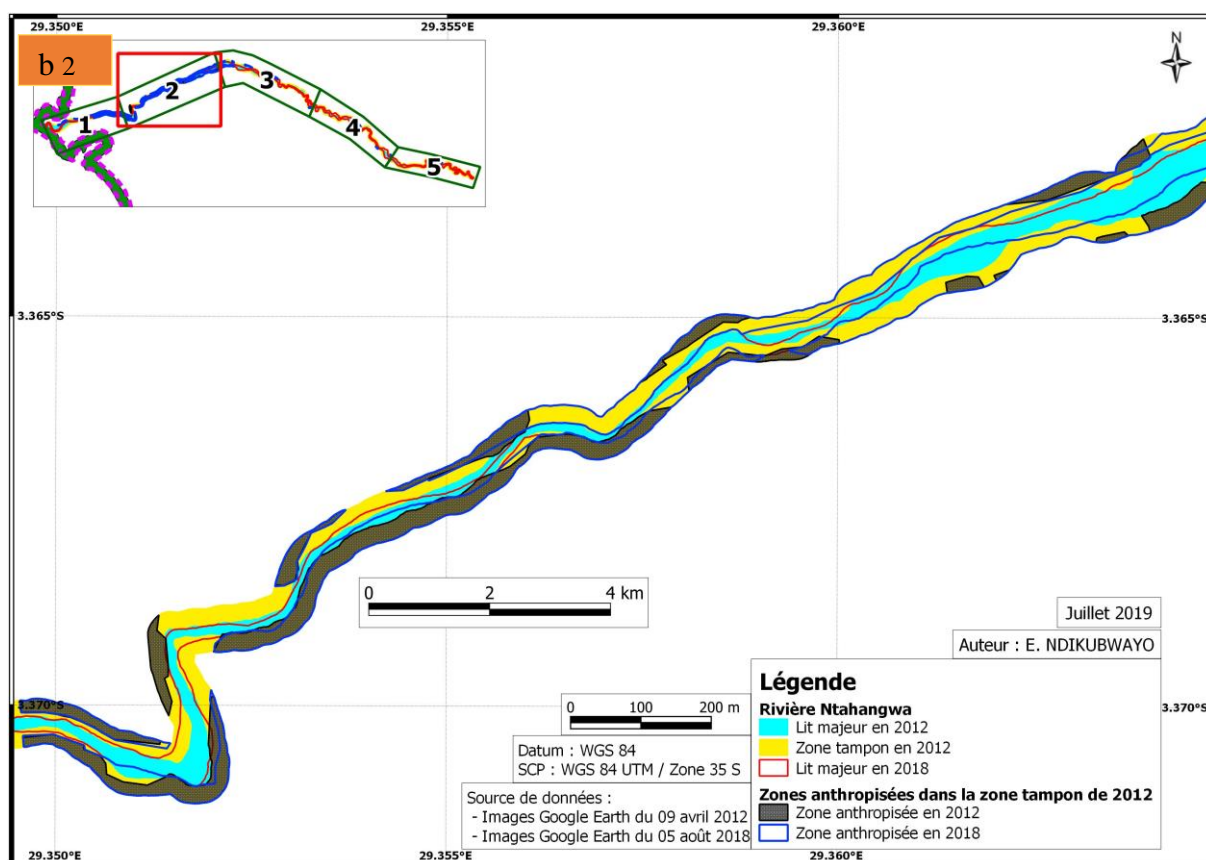 29.350°E 29.355°E 29.360°E
b 2
1 2 3 4 5
N
3.365°S 3.365°S
0 2 4 km
Juillet 2019
Auteur : E. NDIKUBWAYO
Légende
Rivière Ntahangwa
Lit majeur en 2012
Zone tampon en 2012
Lit majeur en 2018
Zones anthropisées dans la zone tampon de 2012
Zone anthropisée en 2012
Zone anthropisée en 2018
0 100 200 m
Datum : WGS 84
SCP : WGS 84 UTM / Zone 35 S
Source de données :
- Images Google Earth du 09 avril 2012
- Images Google Earth du 05 août 2018
3.370°S 3.370°S
29.350°E 29.355°E 29.360°E